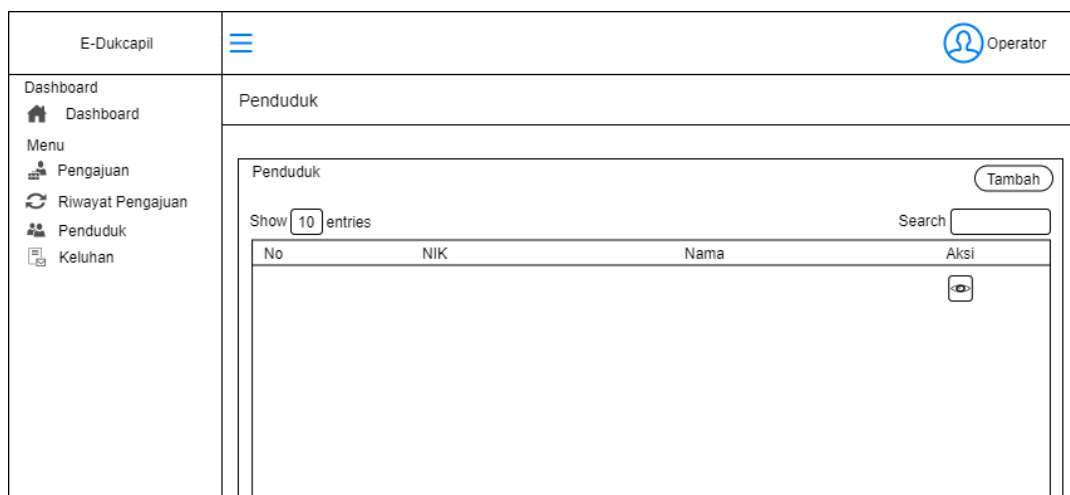 E-Dukcapil
Operator
Dashboard
Dashboard
Menu
Pengajuan
Riwayat Pengajuan
Penduduk
Keluhan
Penduduk
Penduduk
Tambah
Show 10 entries
Search
No NIK Nama Aksi